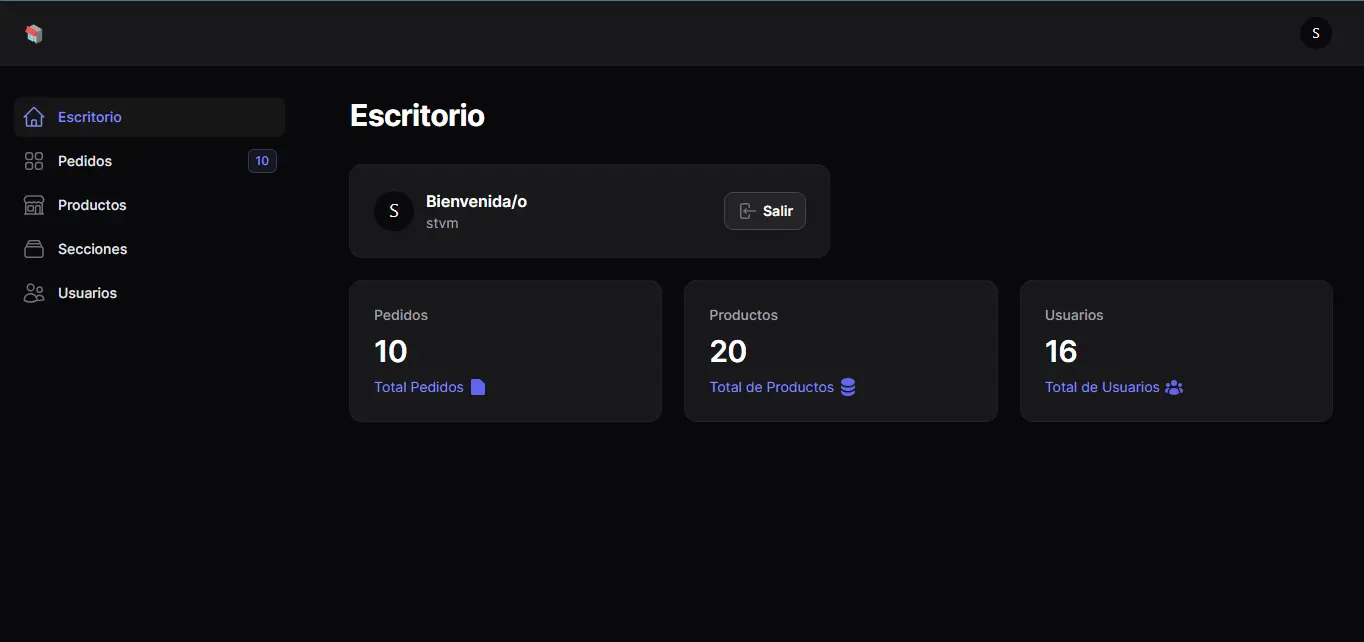 S
Escritorio
Pedidos 10
Productos
Secciones
Usuarios
Escritorio
S
Bienvenida/o
stvm
Salir
Pedidos
10
Total Pedidos
Productos
20
Total de Productos
Usuarios
16
Total de Usuarios